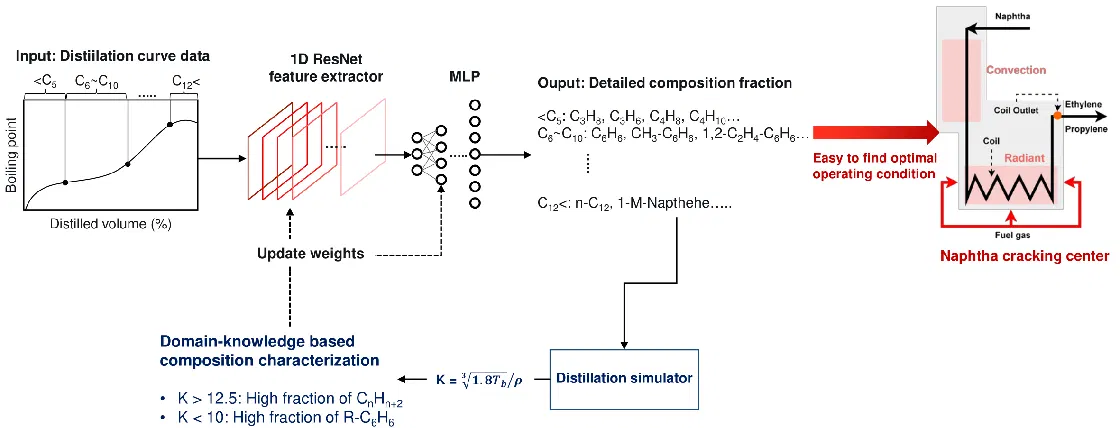 Input: Distiilation curve data
<C₅
C₆~C₁₀
.....
C₁₂<
Boiling point
Distilled volume (%)
1D ResNet
feature extractor
.....
MLP
......
Update weights
Ouput: Detailed composition fraction
<C₅: C₃H₈, C₃H₆, C₄H₈, C₄H₁₀…
C₆~C₁₀: C₆H₆, CH₃-C₆H₅, 1,2-C₂H₄-C₆H₅…
C₁₂<: n-C₁₂, 1-M-Napthehe…..
Easy to find optimal
operating condition
Naphtha
Convection
Coil Outlet
Ethylene
Propylene
Coil
Radiant
Fuel gas
Naphtha cracking center
Domain-knowledge based
composition characterization
• K > 12.5: High fraction of CₙHₙ₊₂
• K < 10: High fraction of R-C₆H₆
K = ∛1.8T_b/ρ
Distillation simulator